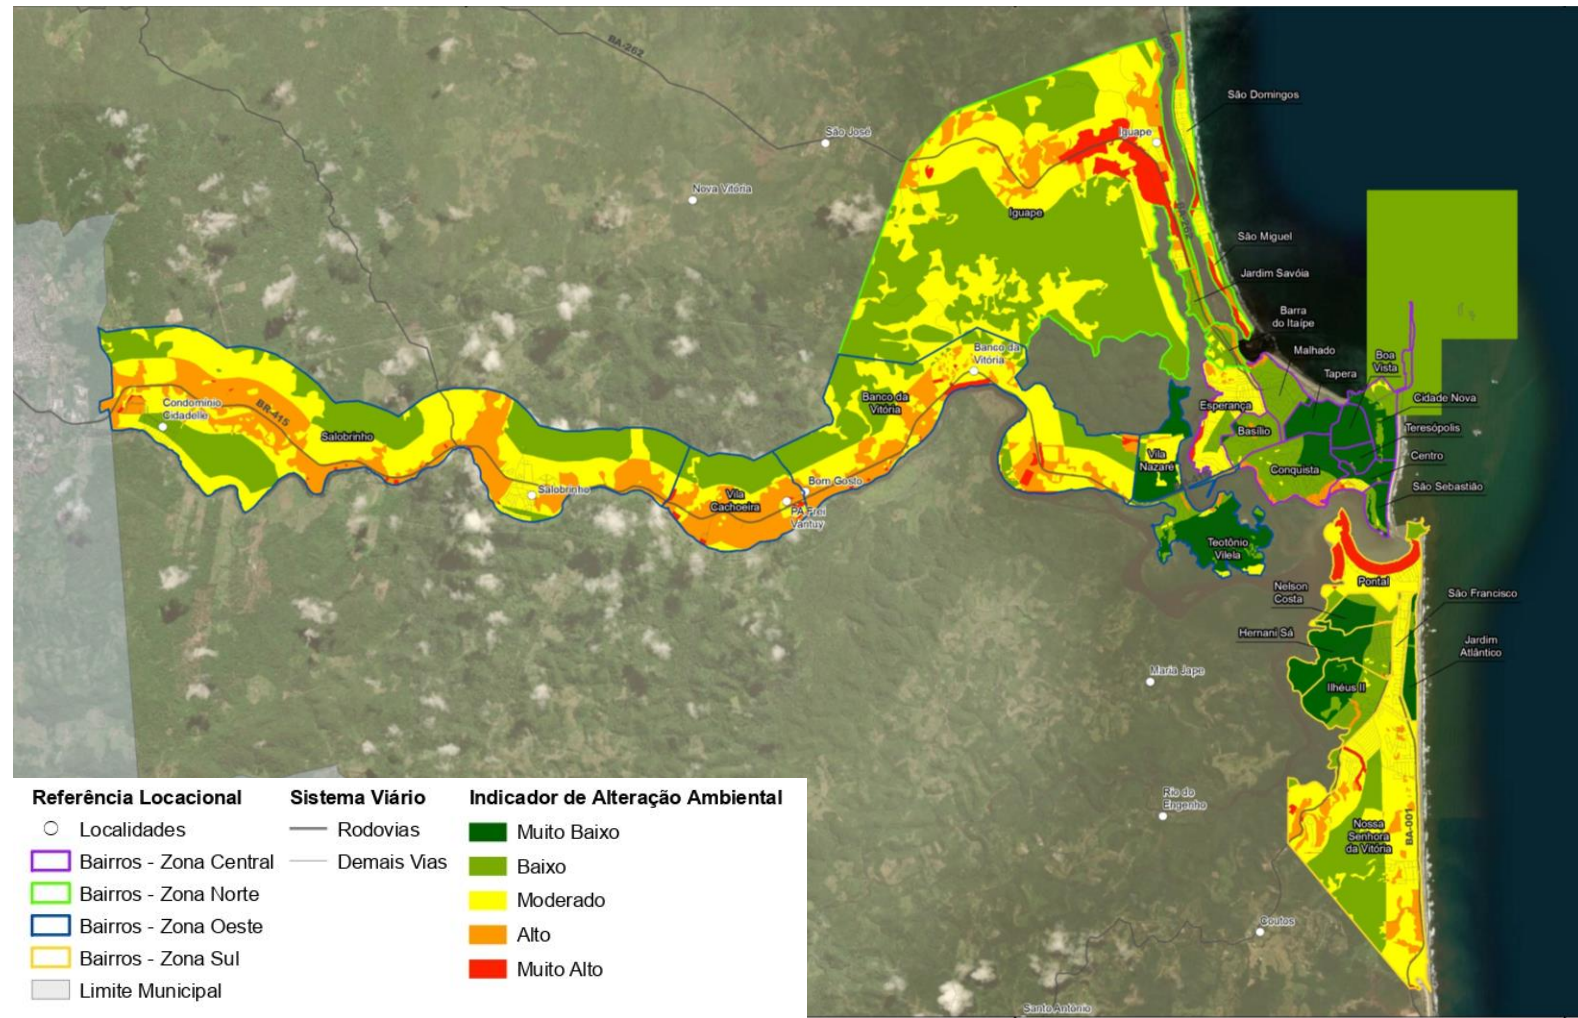 BA-262
São Domingos
São José
Iguape
Nova Vitória
Iguape
São Miguel
Jardim Savóia
Barra
do Itaípe
Malhado
Banco da
Vitória
Boa
Vista
Tapera
Banco da
Vitória
Esperança
Cidade Nova
Condomínio
Cidadelle
BR-415
Salobrinho
Basílio
Teresópolis
Vila
Nazaré
Conquista
Centro
Salobrinho
Vila
Cachoeira
Bom Gosto
São Sebastião
PA Frei
Vantuy
Teotônio
Vilela
Pontal
Nelson
Costa
São Francisco
Hernani Sá
Jardim
Atlântico
Maria Jape
Ilhéus II
Rio do
Engenho
Nossa
Senhora
da Vitória
BA-001
Coutos
Santo Antônio
Referência Locacional
Localidades
Bairros - Zona Central
Bairros - Zona Norte
Bairros - Zona Oeste
Bairros - Zona Sul
Limite Municipal
Sistema Viário
Rodovias
Demais Vias
Indicador de Alteração Ambiental
Muito Baixo
Baixo
Moderado
Alto
Muito Alto